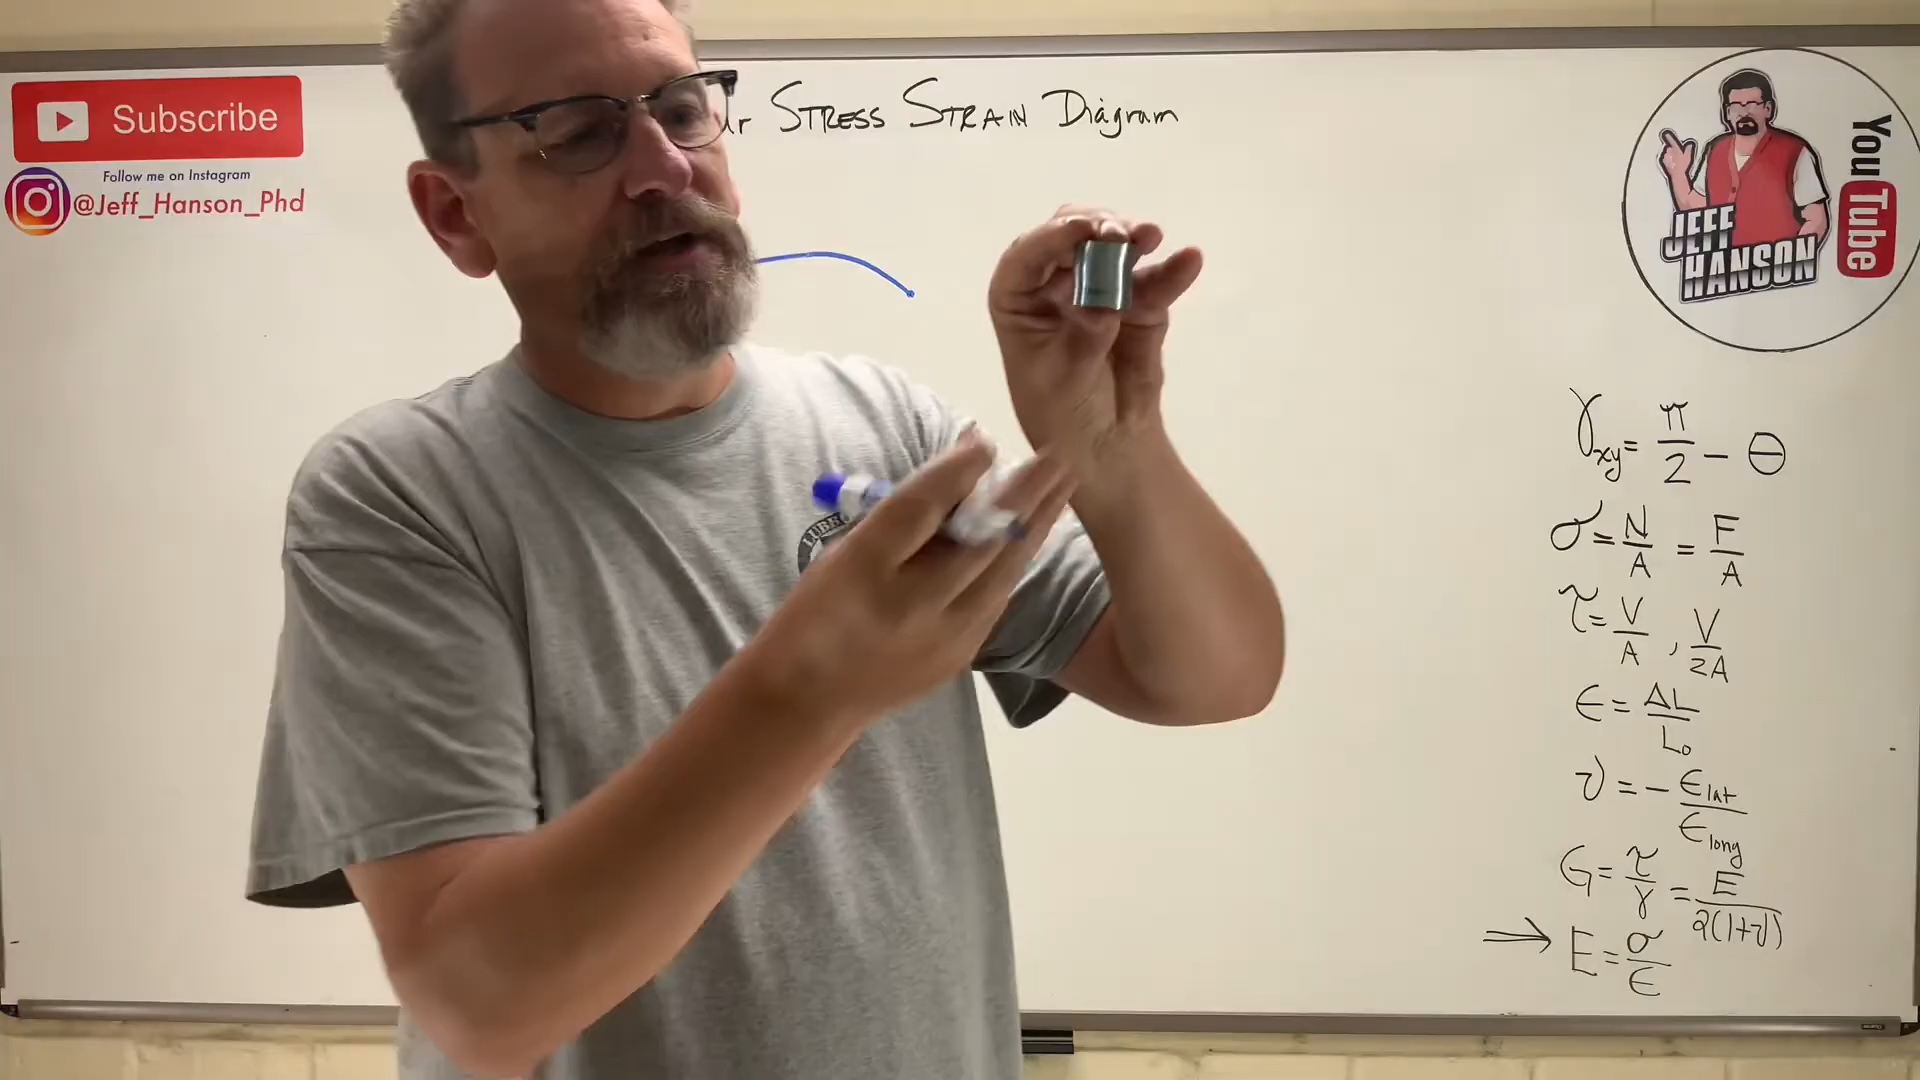 Subscribe
Follow me on Instagram
@Jeff_Hanson_Phd
STRESS STRAIN Diagram
JEFF
HANSON
YouTube
γxy = π/2 - θ
σ = N/A = F/A
τ = V/A , V/2A
ϵ = ΔL/L₀
ν = - ϵlat/ϵlong
G = τ/γ = E/2(1+ν)
⇒ E = σ/ϵ